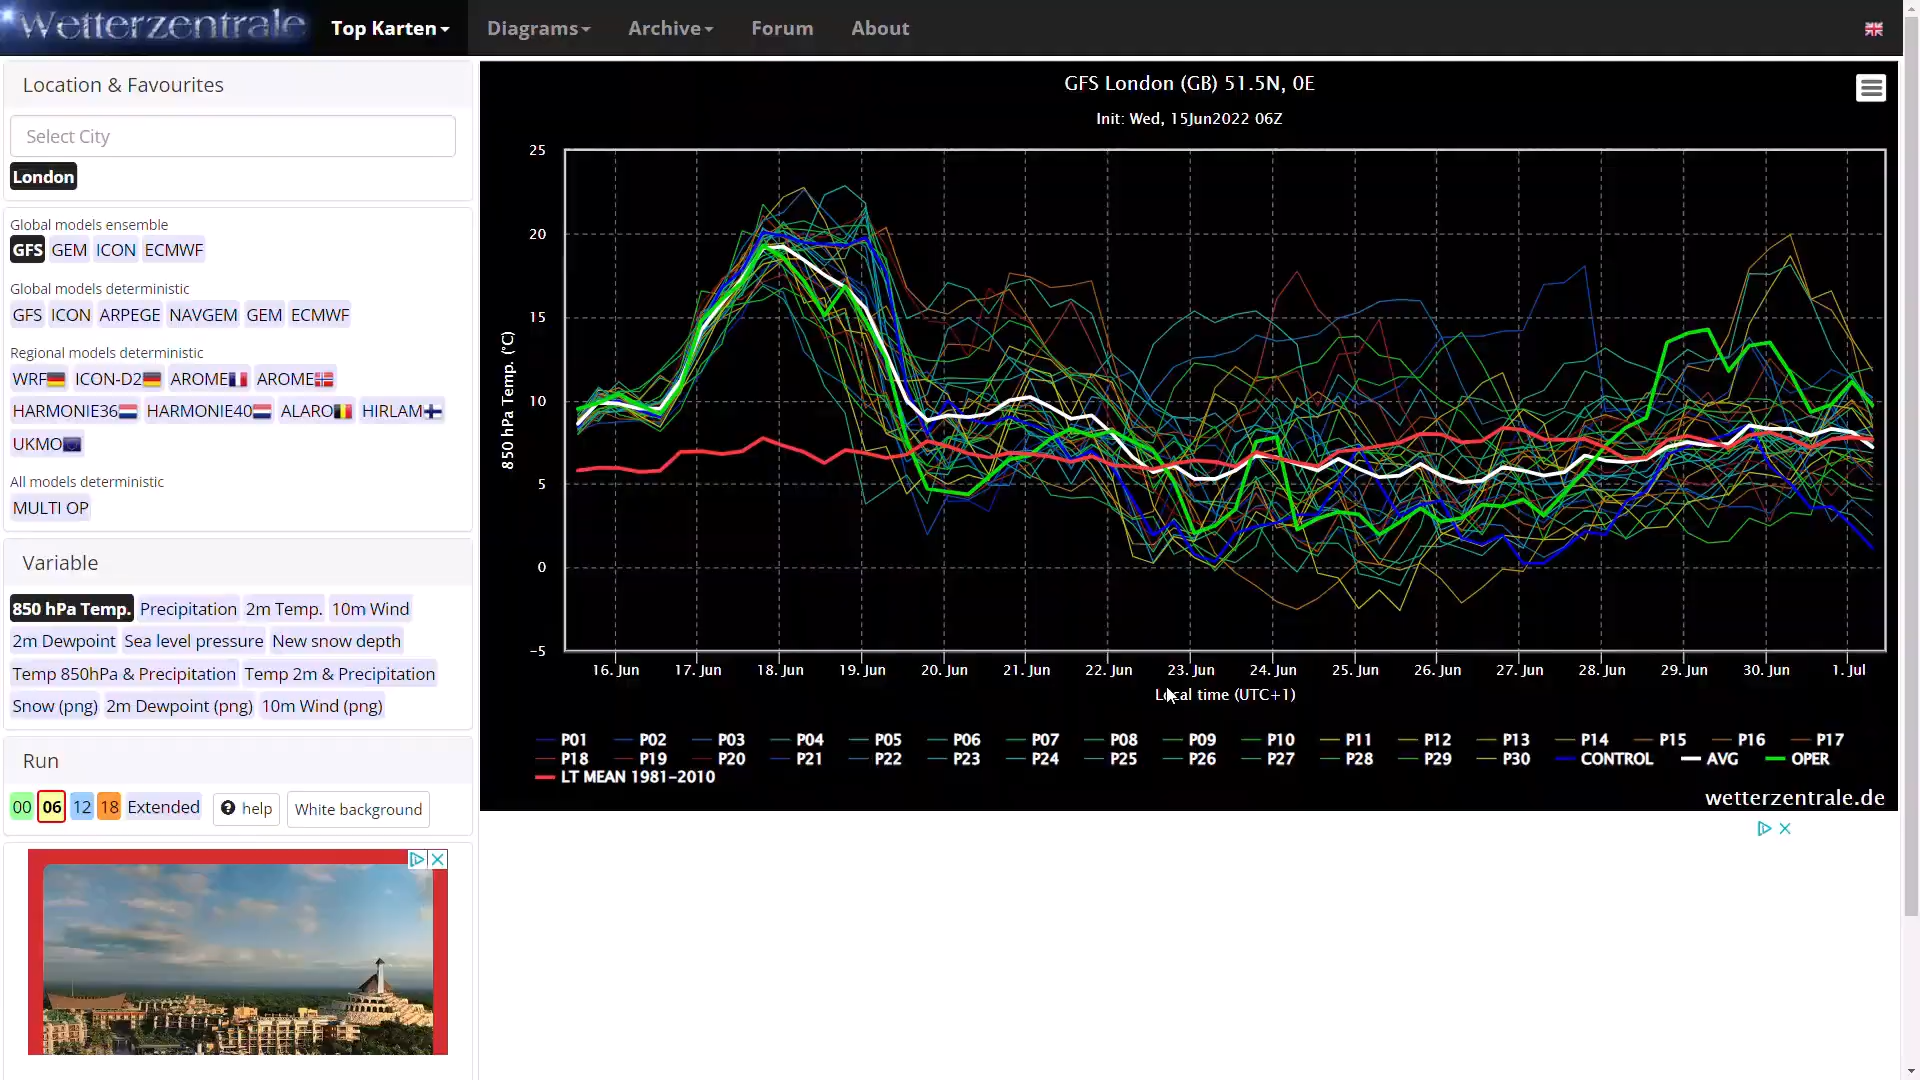 Wetterzentrale
Top Karten
Diagrams
Archive
Forum
About
Location & Favourites
Select City
London
Global models ensemble
GFS GEM ICON ECMWF
Global models deterministic
GFS ICON ARPEGE NAVGEM GEM ECMWF
Regional models deterministic
WRF ICON-D2 AROME AROME
HARMONIE36 HARMONIE40 ALARO HIRLAM
UKMO
All models deterministic
MULTI OP
Variable
850 hPa Temp. Precipitation 2m Temp. 10m Wind
2m Dewpoint Sea level pressure New snow depth
Temp 850hPa & Precipitation Temp 2m & Precipitation
Snow (png) 2m Dewpoint (png) 10m Wind (png)
Run
00 06 12 18 Extended help White background
GFS London (GB) 51.5N, 0E
Init: Wed, 15Jun2022 06Z
850 hPa Temp. (°C)
25
20
15
10
5
0
-5
16. Jun 17. Jun 18. Jun 19. Jun 20. Jun 21. Jun 22. Jun 23. Jun 24. Jun 25. Jun 26. Jun 27. Jun 28. Jun 29. Jun 30. Jun 1. Jul
Local time (UTC+1)
P01 P02 P03 P04 P05 P06 P07 P08 P09 P10 P11 P12 P13 P14 P15 P16 P17
P18 P19 P20 P21 P22 P23 P24 P25 P26 P27 P28 P29 P30 CONTROL AVG OPER
LT MEAN 1981-2010
wetterzentrale.de